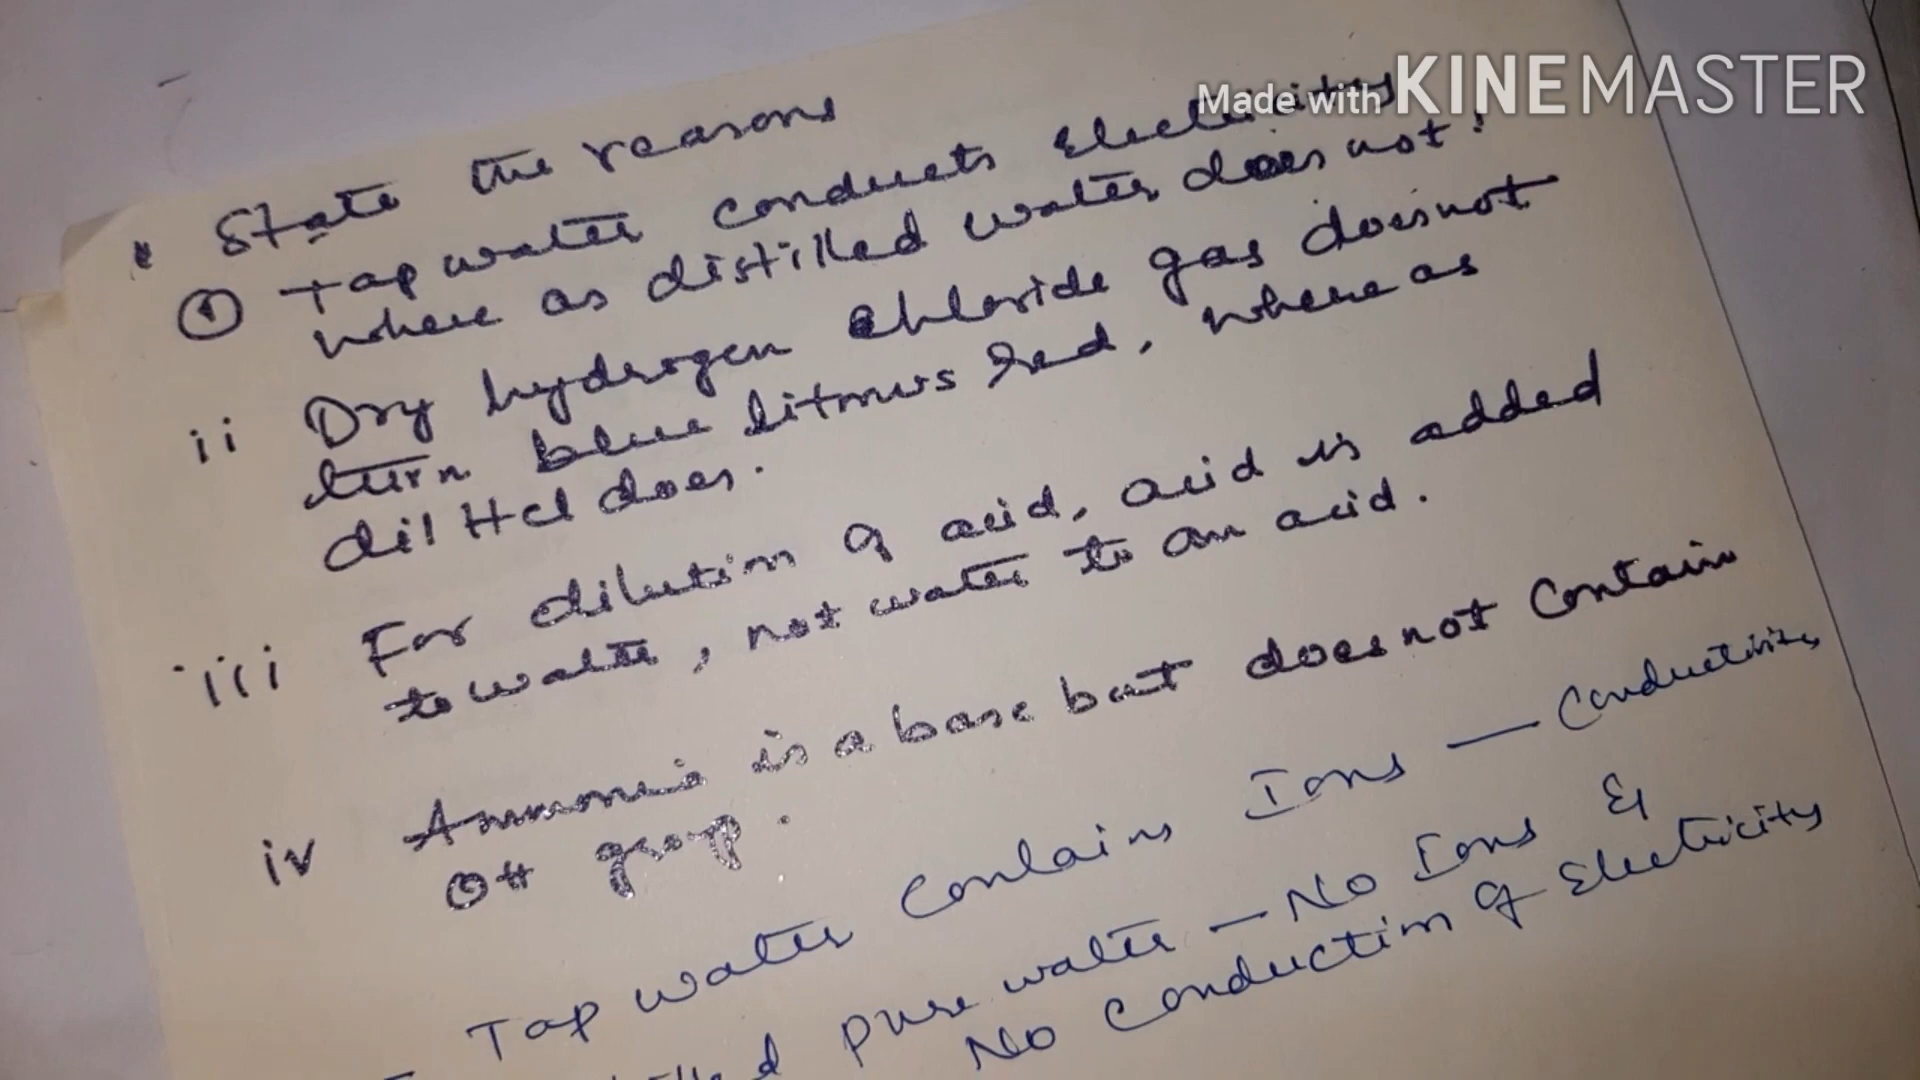 Made with KINEMASTER
State the reasons
① Tap water conducts Electricity
where as distilled water does not!
ii Dry hydrogen chloride gas doesnot
turn blue litmus red, where as
dil Hcl does.
iii For dilution of acid, acid is added
to water, not water to an acid.
iv Ammonia is a base but does not contain
OH group.
Tap water contains Ions — Conductivity
pure water — No Ions &
No conduction of Electricity